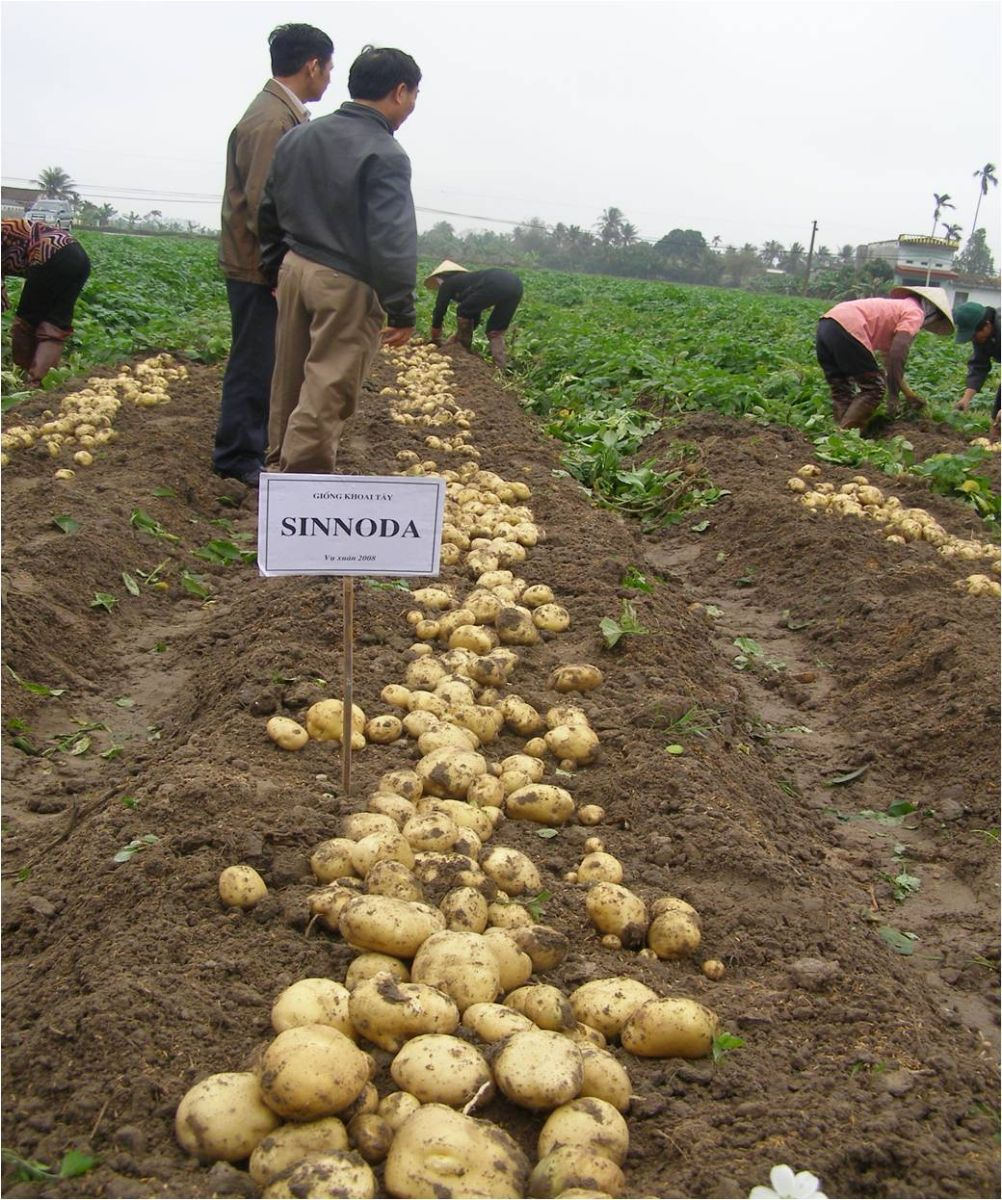 GIỐNG KHOAI TÂY
SINNODA
Vụ xuân 2008